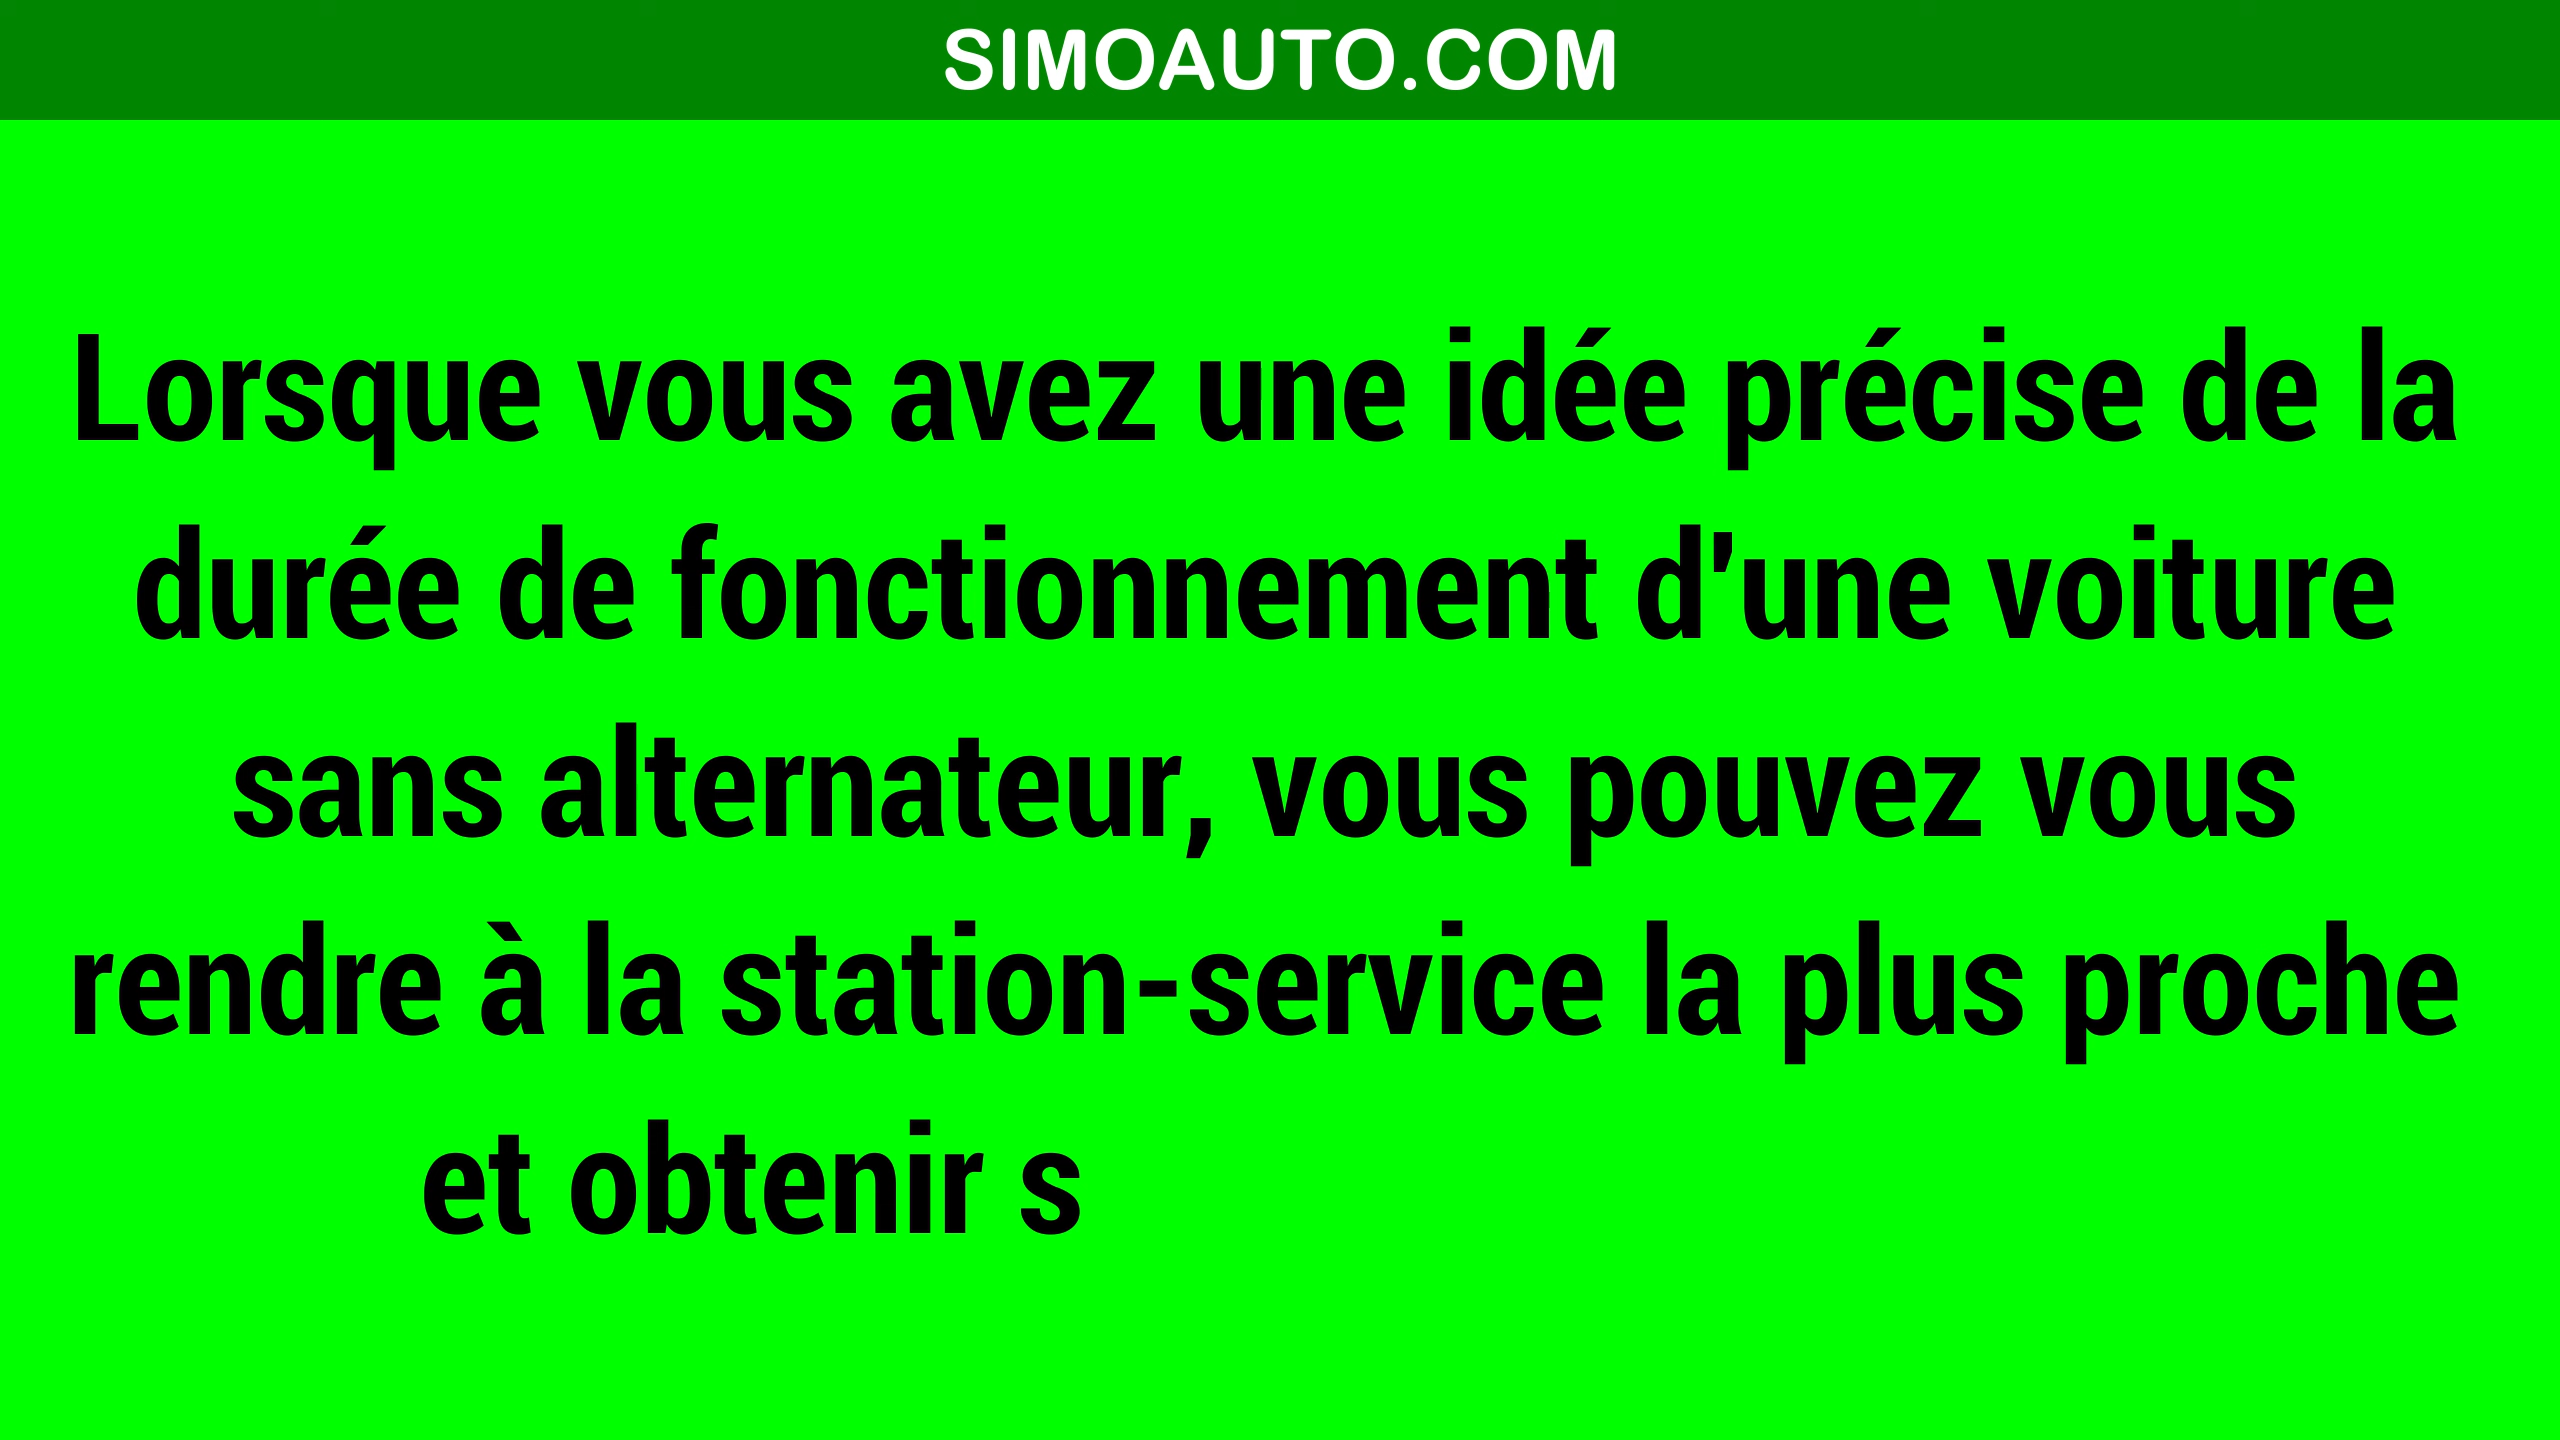 SIMOAUTO.COM
Lorsque vous avez une idée précise de la
durée de fonctionnement d'une voiture
sans alternateur, vous pouvez vous
rendre à la station-service la plus proche
et obtenir s